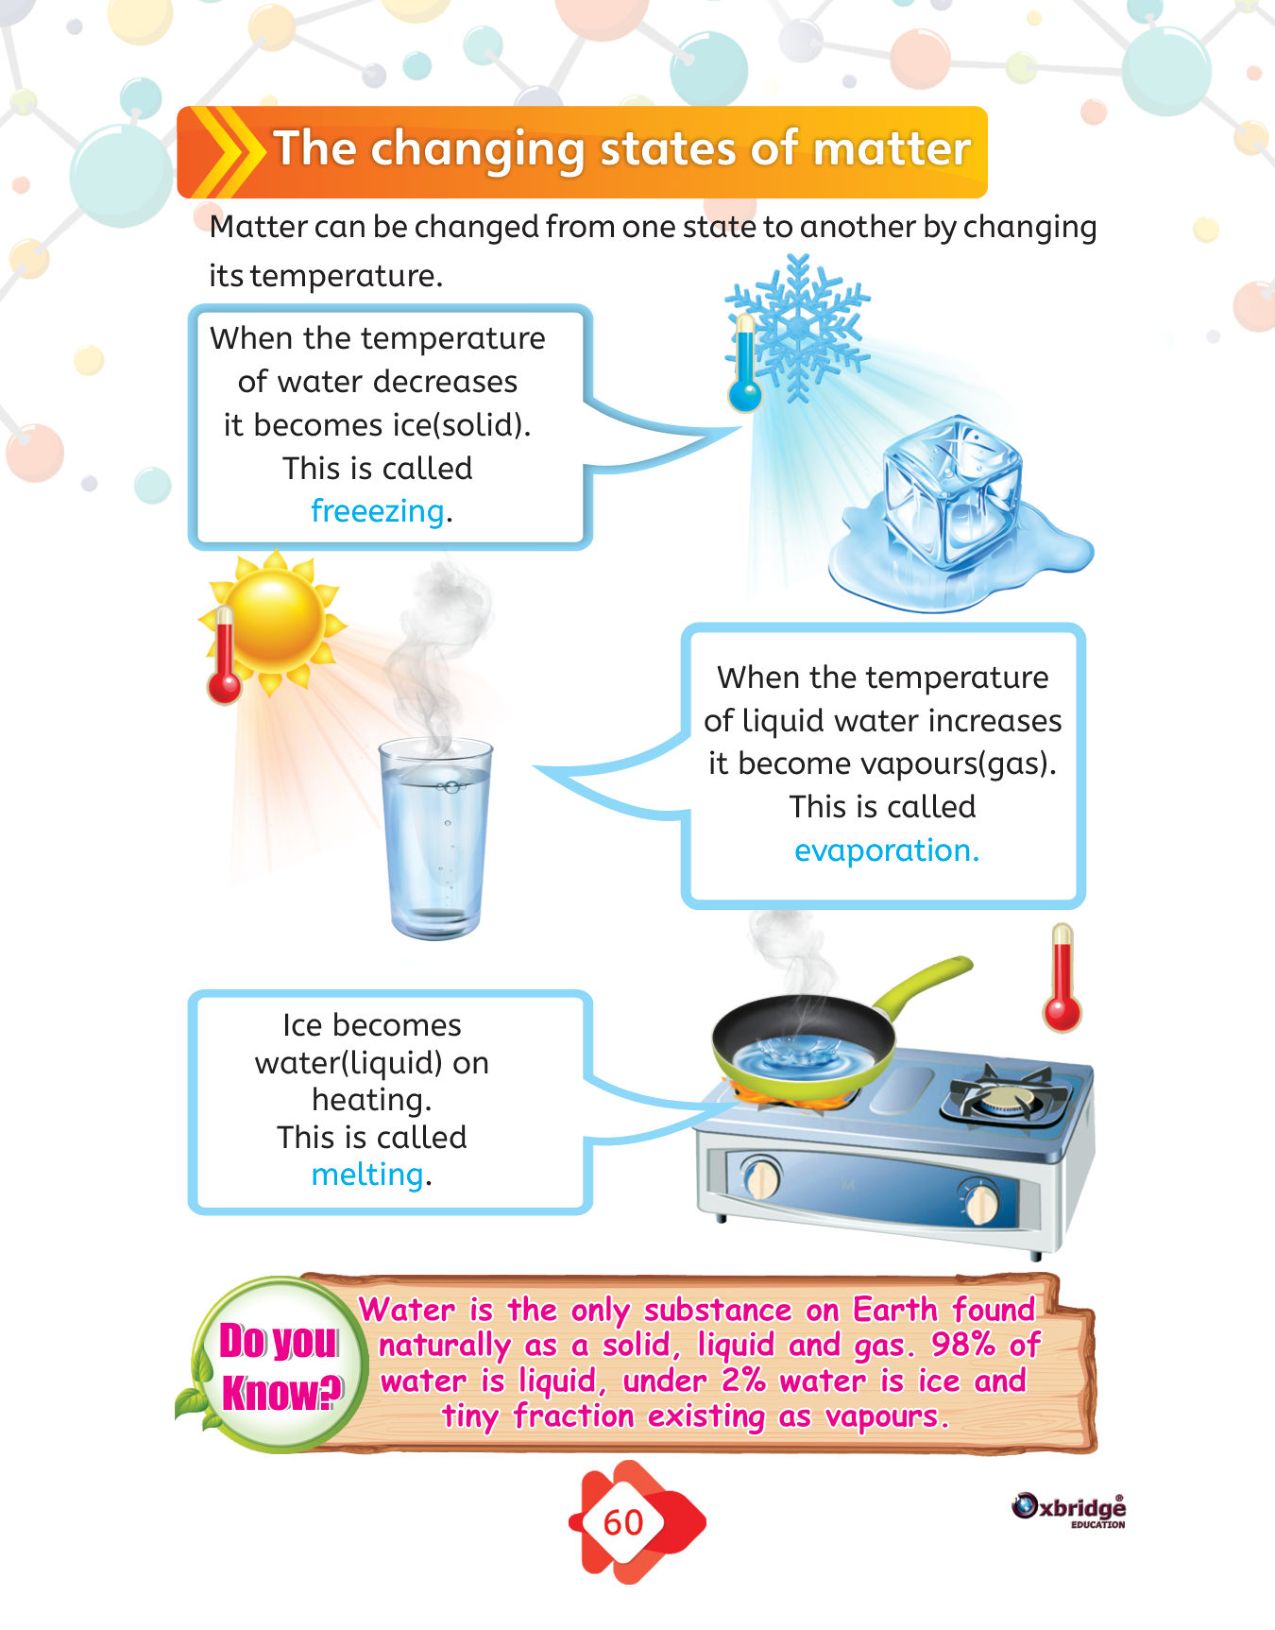 The changing states of matter
Matter can be changed from one state to another by changing
its temperature.
When the temperature
of water decreases
it becomes ice(solid).
This is called
freeezing.
When the temperature
of liquid water increases
it become vapours(gas).
This is called
evaporation.
Ice becomes
water(liquid) on
heating.
This is called
melting.
Do you
Know?
Water is the only substance on Earth found
naturally as a solid, liquid and gas. 98% of
water is liquid, under 2% water is ice and
tiny fraction existing as vapours.
60
Oxbridge®
EDUCATION